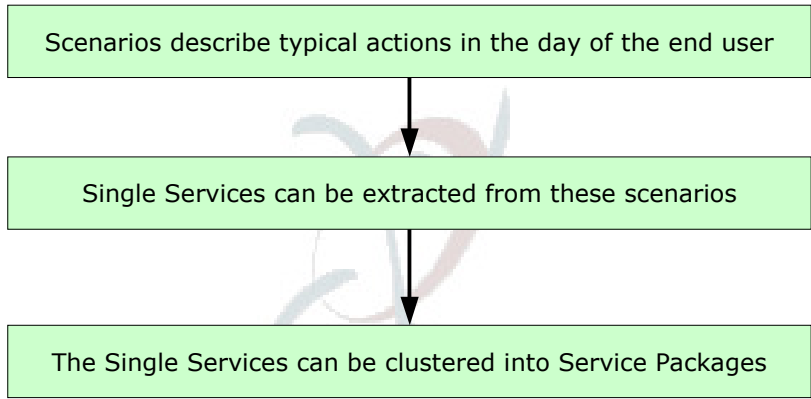 Scenarios describe typical actions in the day of the end user
Single Services can be extracted from these scenarios
The Single Services can be clustered into Service Packages